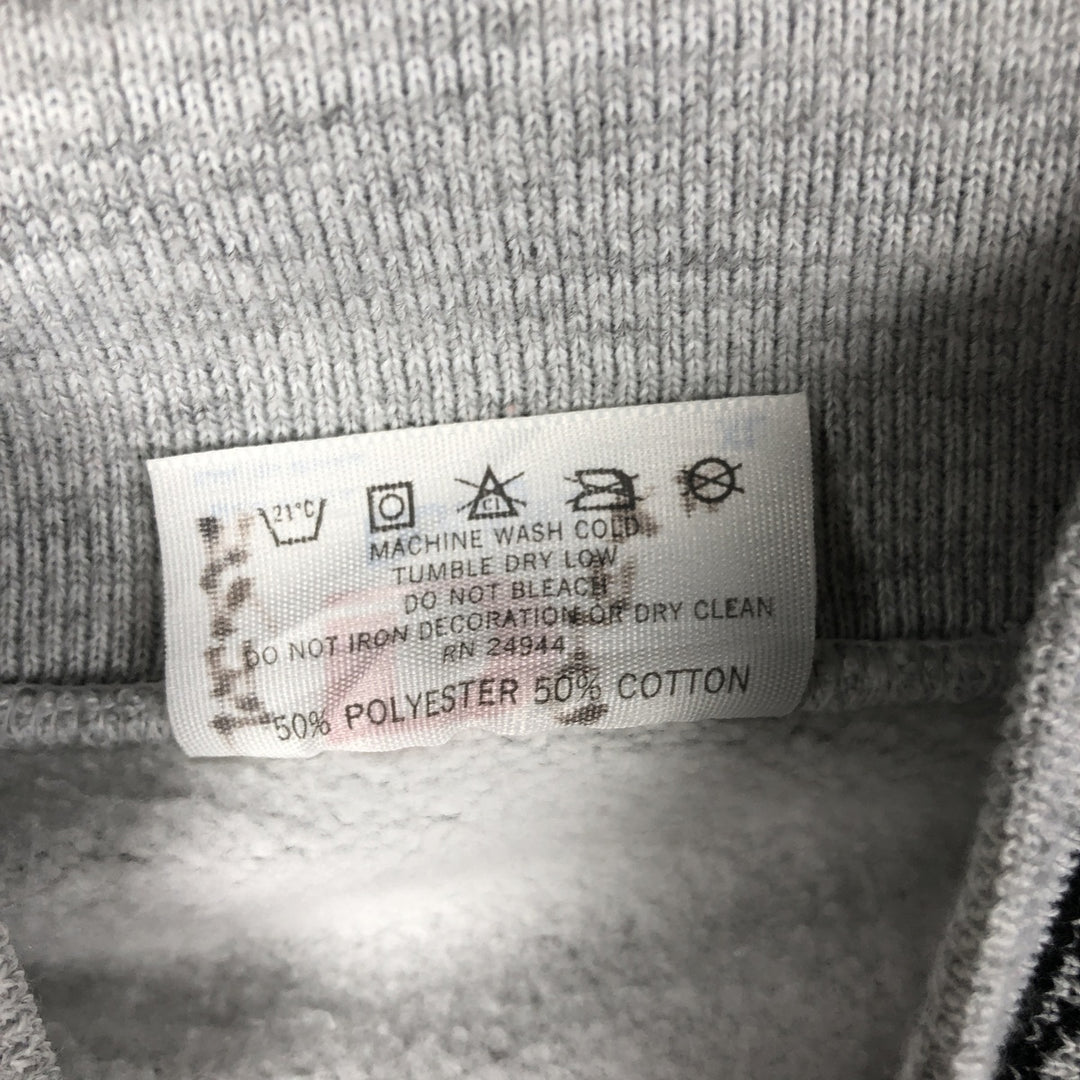 21°C
CL
MACHINE WASH COLD
TUMBLE DRY LOW
DO NOT BLEACH
DO NOT IRON DECORATION OR DRY CLEAN
RN 24944
50% POLYESTER 50% COTTON